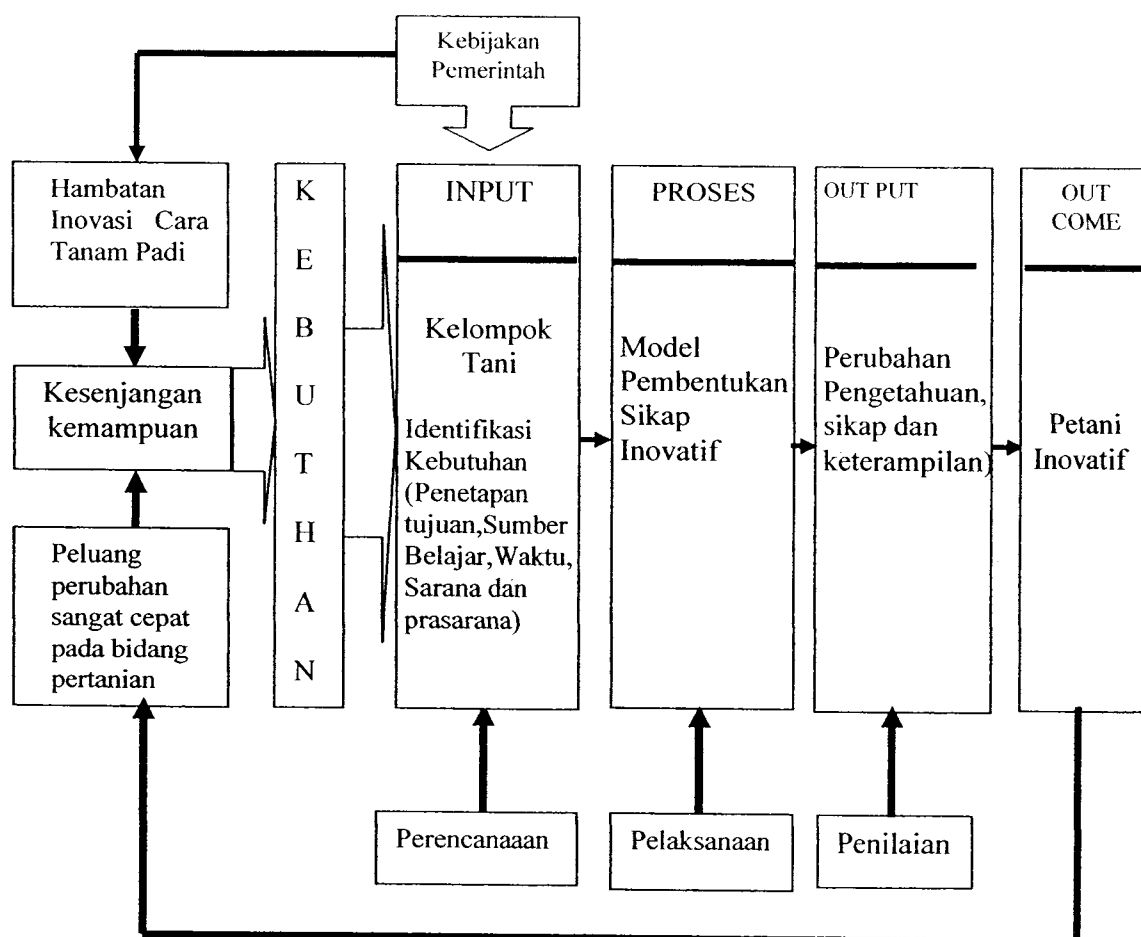 Kebijakan
Pemerintah
Hambatan
Inovasi Cara
Tanam Padi
Kesenjangan
kemampuan
Peluang
perubahan
sangat cepat
pada bidang
pertanian
K
E
B
U
T
H
A
N
INPUT
Kelompok
Tani
Identifikasi
Kebutuhan
(Penetapan
tujuan,Sumber
Belajar,Waktu,
Sarana dan
prasarana)
PROSES
Model
Pembentukan
Sikap
Inovatif
OUT PUT
Perubahan
Pengetahuan,
sikap dan
keterampilan)
OUT
COME
Petani
Inovatif
Perencanaaan
Pelaksanaan
Penilaian